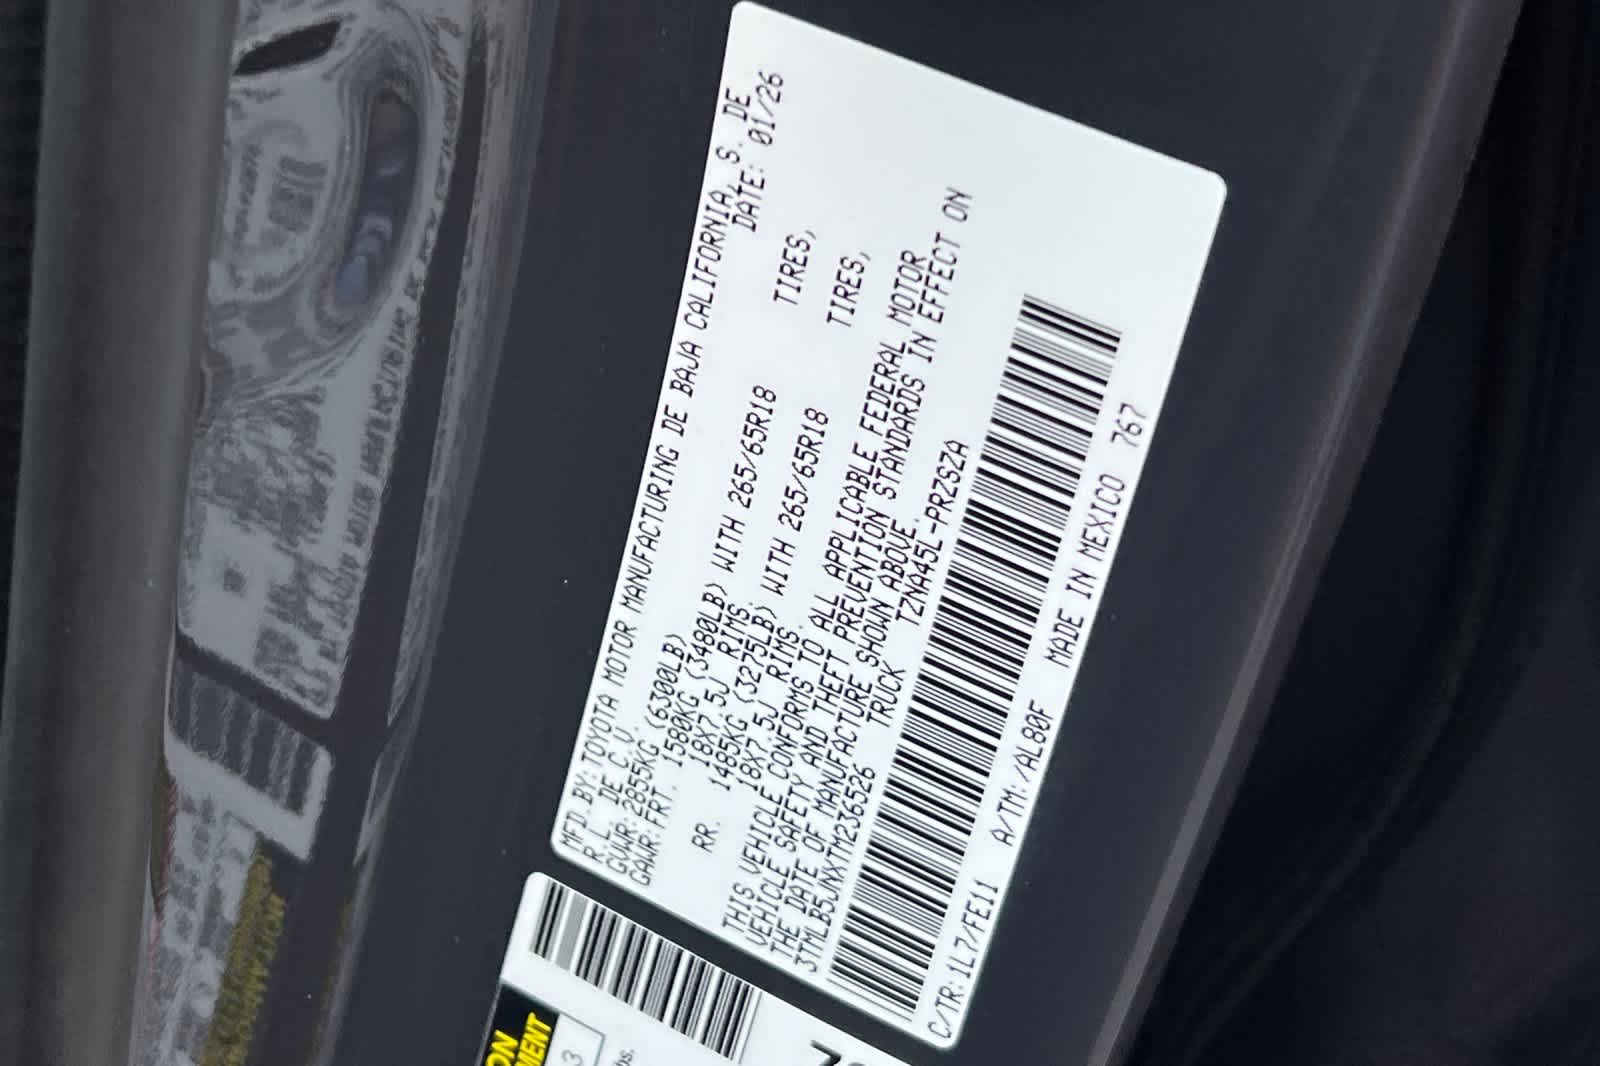 MFD.BY:TOYOTA MOTOR MANUFACTURING DE BAJA CALIFORNIA, S. DE
R.L. DE C.V. DATE: 01/26
GVWR:2855KG (6300LB)
GAWR:FRT. 1580KG (3480LB) WITH 265/65R18 TIRES,
18X7.5J RIMS.
RR. 1485KG (3275LB) WITH 265/65R18 TIRES,
18X7.5J RIMS.
THIS VEHICLE CONFORMS TO ALL APPLICABLE FEDERAL MOTOR
VEHICLE SAFETY AND THEFT PREVENTION STANDARDS IN EFFECT ON
THE DATE OF MANUFACTURE SHOWN ABOVE.
3TMLB5JNXTM236526 TRUCK TZNA45L-PRZSZA
C/TR:1L7/FE11 A/TM:/AL80F MADE IN MEXICO 767
3
bs.